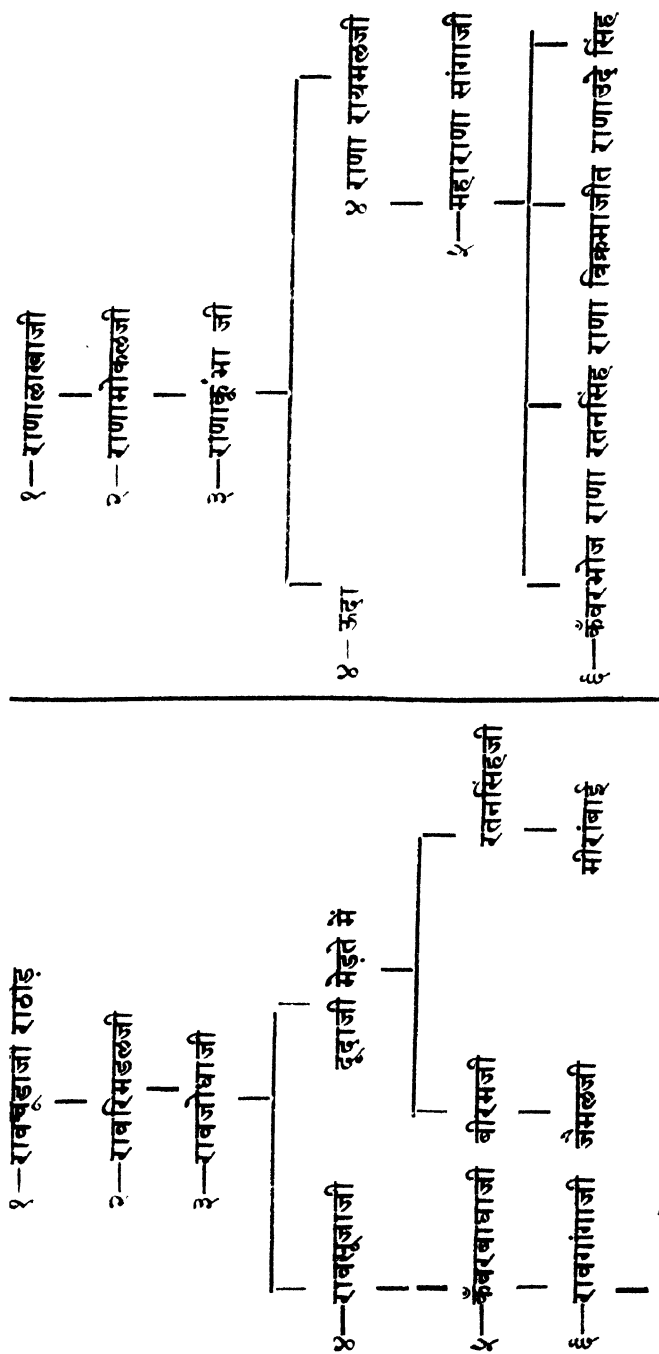 १—रावचूडाजी राठोड़
२—रावरिमडलजी
३—रावजोधाजी
४—रावसूजाजी दूदाजी मेड़ते में
५—कँवरबाघाजी बीरमजी रतनसिंहजी
६—रावगांगाजी जैमलजी मीरांबाई
१—राणालाखाजी
२—राणामोकलजी
३—राणाकूंभा जी
४—ऊदा ४ राणा रायमलजी
५—महाराणा सांगाजी
६—कँवरभोज राणा रतनसिंह राणा विक्रमाजीत राणाउदे सिंह